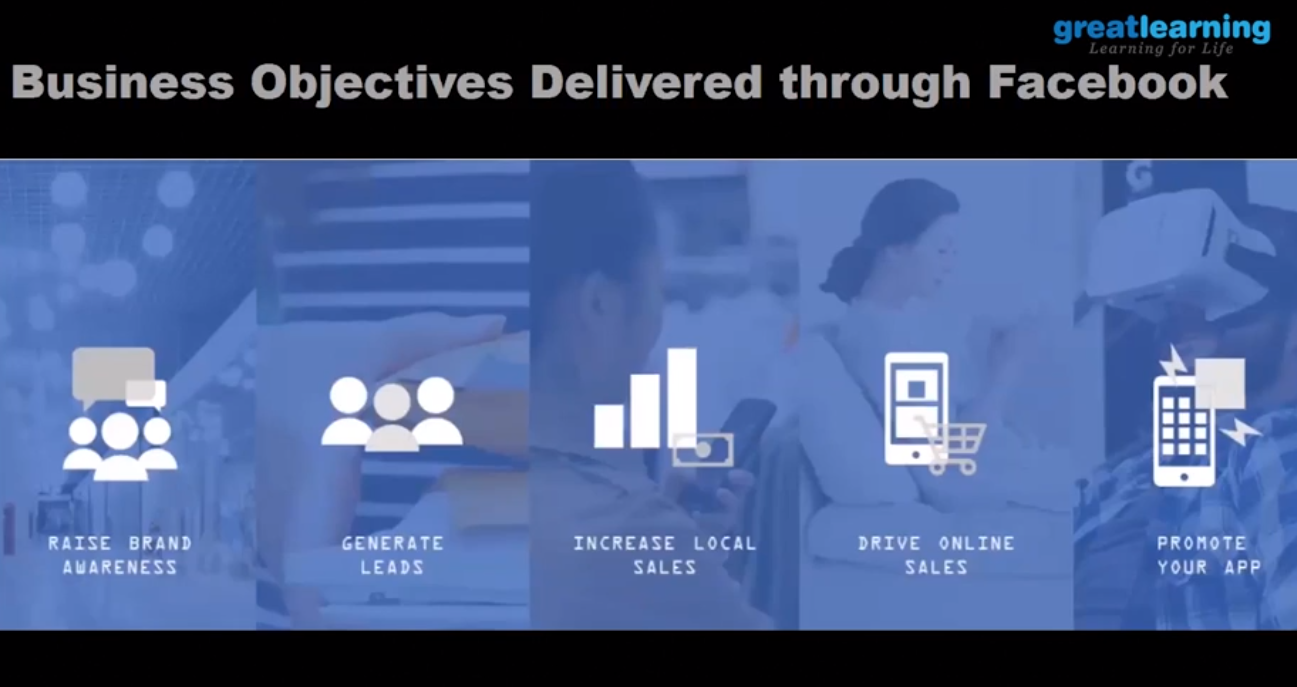 greatlearning
Learning for Life
Business Objectives Delivered through Facebook
RAISE BRAND
AWARENESS
GENERATE
LEADS
INCREASE LOCAL
SALES
DRIVE ONLINE
SALES
PROMOTE
YOUR APP